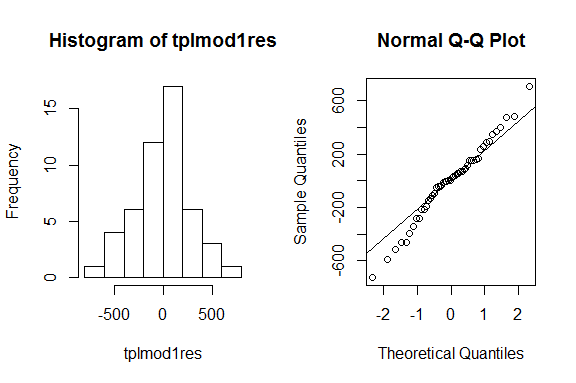 Histogram of tplmod1res
Frequency
0
5
10
15
-500
0
500
tplmod1res
Normal Q-Q Plot
Sample Quantiles
-600
-200
200
600
-2
-1
0
1
2
Theoretical Quantiles